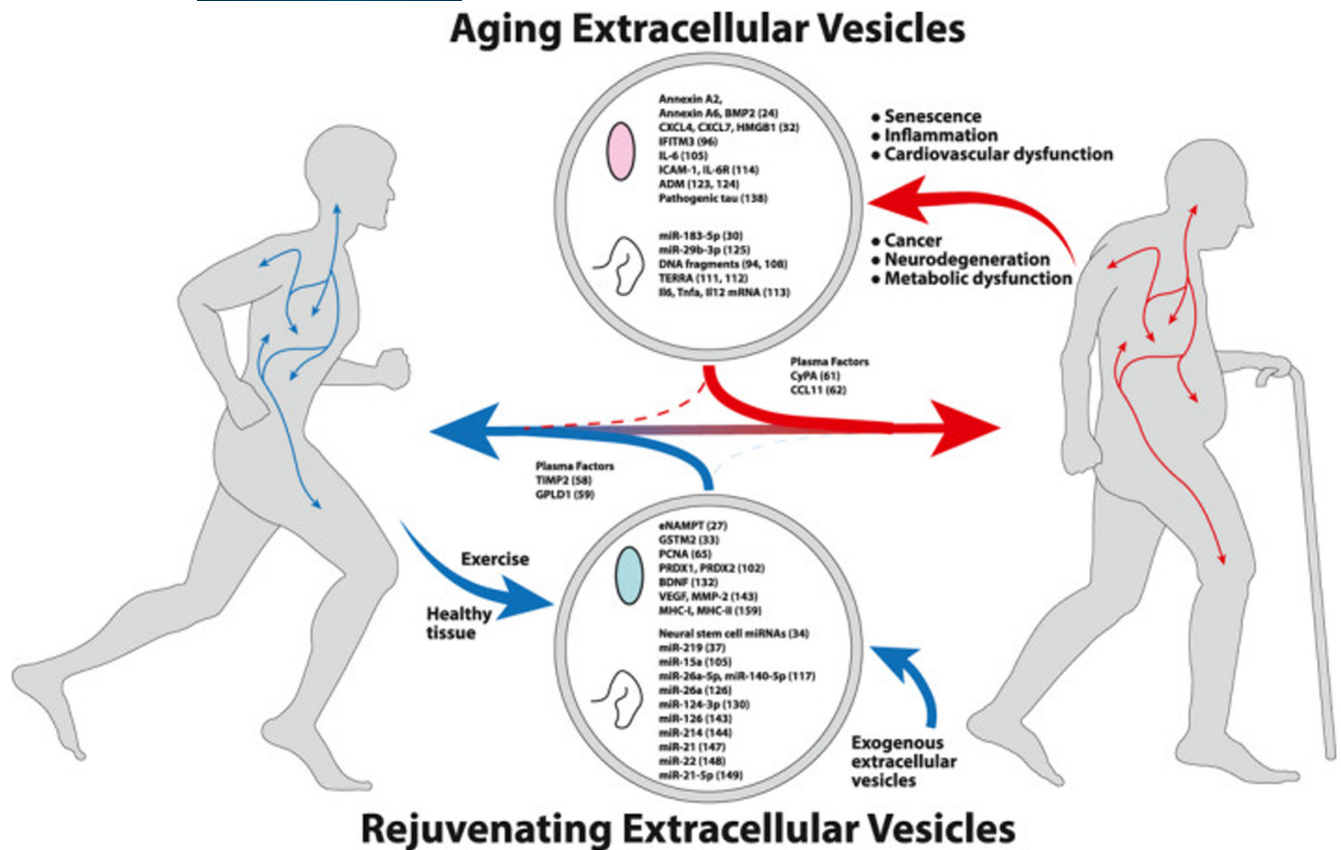 Aging Extracellular Vesicles
Annexin A2,
Annexin A6, BMP2 (24)
CXCL4, CXCL7, HMGB1 (32)
IFITM3 (96)
IL-6 (105)
ICAM-1, IL-6R (114)
ADM (123, 124)
Pathogenic tau (138)
miR-183-5p (30)
miR-29b-3p (125)
DNA fragments (94, 108)
TERRA (111, 112)
Il6, Tnfa, Il12 mRNA (113)
• Senescence
• Inflammation
• Cardiovascular dysfunction
• Cancer
• Neurodegeneration
• Metabolic dysfunction
Plasma Factors
CyPA (61)
CCL11 (62)
Plasma Factors
TIMP2 (58)
GPLD1 (59)
Exercise
Healthy
tissue
eNAMPT (27)
GSTM2 (33)
PCNA (65)
PRDX1, PRDX2 (102)
BDNF (132)
VEGF, MMP-2 (143)
MHC-I, MHC-II (159)
Neural stem cell miRNAs (34)
miR-219 (37)
miR-15a (105)
miR-26a-5p, miR-140-5p (117)
miR-26a (126)
miR-124-3p (130)
miR-126 (143)
miR-214 (144)
miR-21 (147)
miR-22 (148)
miR-21-5p (149)
Exogenous
extracellular
vesicles
Rejuvenating Extracellular Vesicles